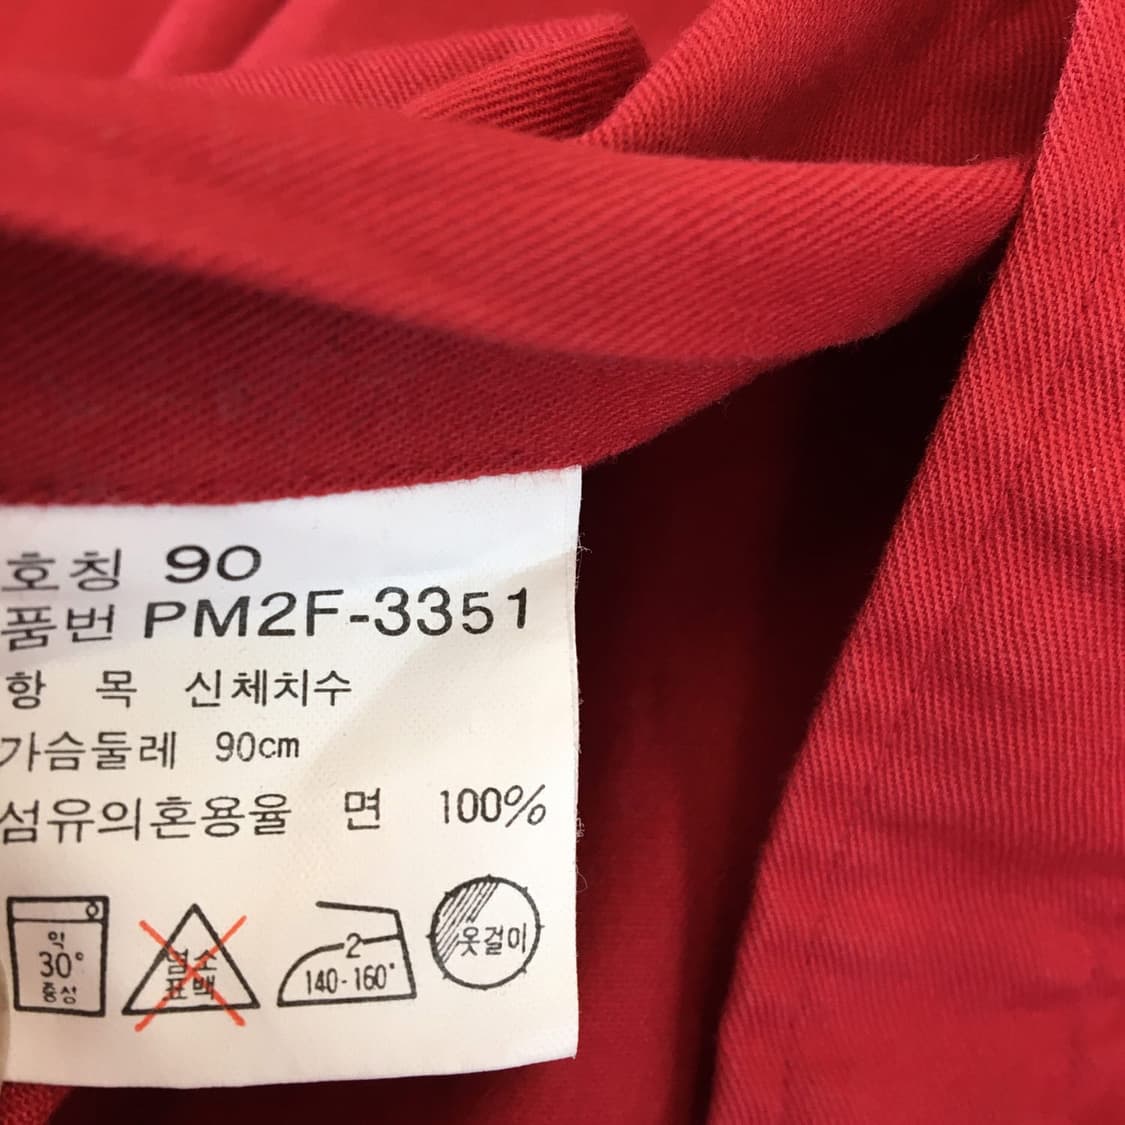 호칭 90
품번 PM2F-3351
항 목 신체치수
가슴둘레 90cm
섬유의혼용율 면 100%
약
30°
중성
염소
표백
2
140-160°
옷걸이